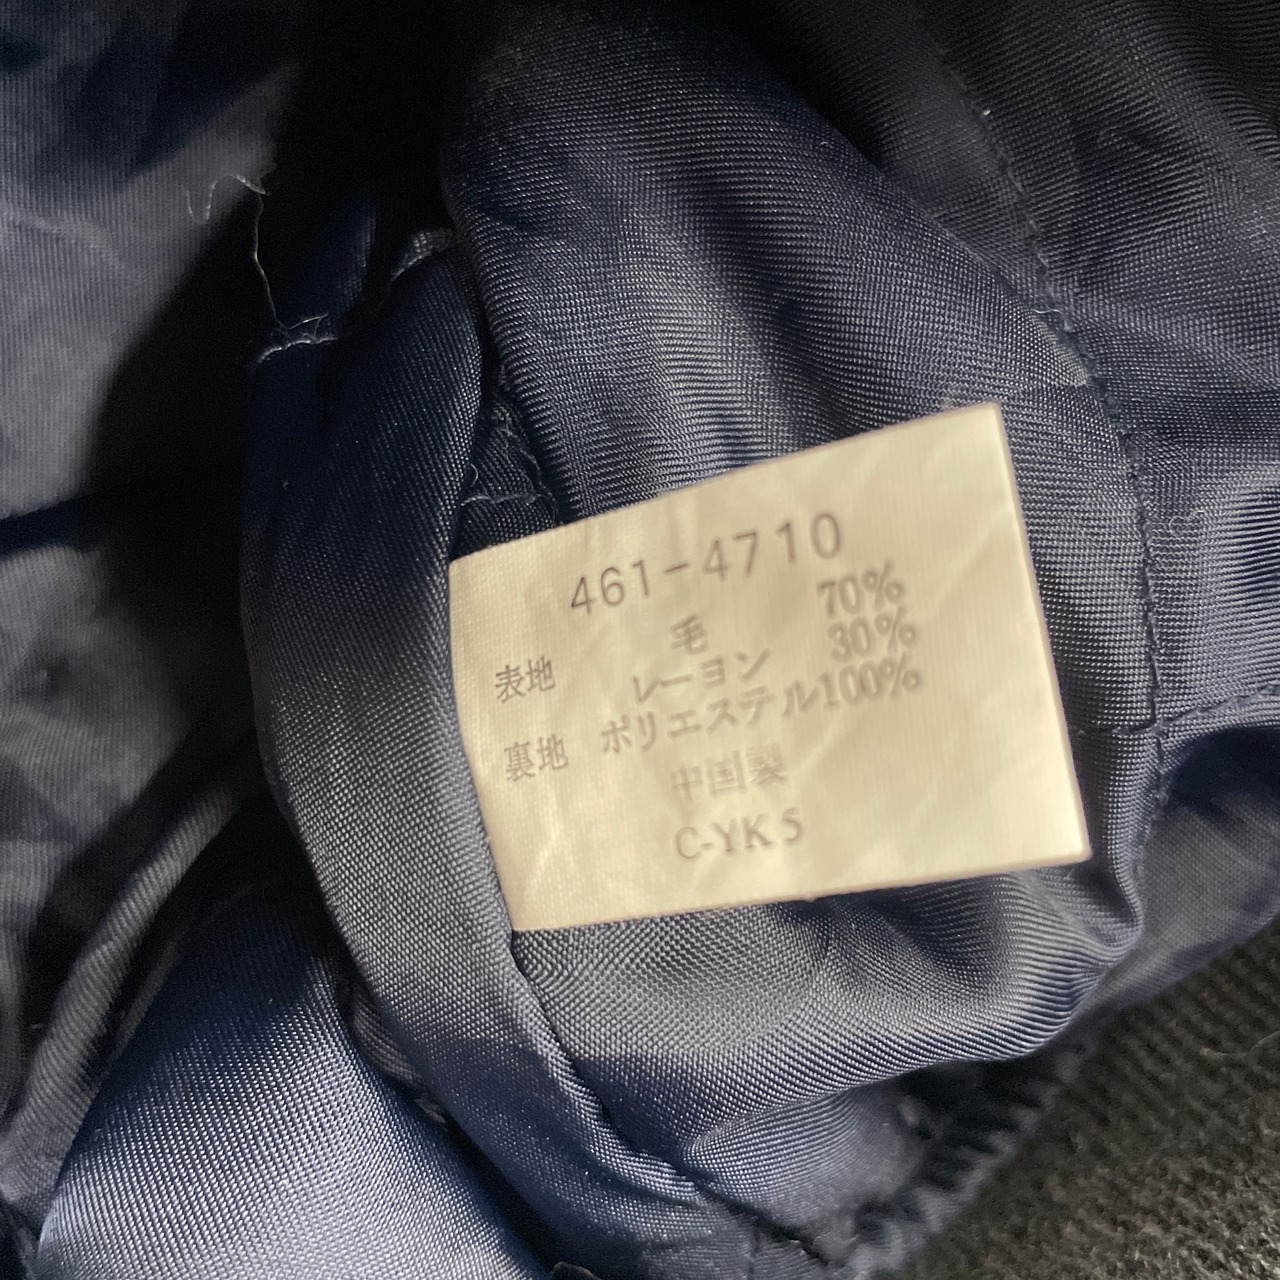 461-4710
表地 毛 70%
レーヨン 30%
裏地 ポリエステル100%
中国製
C-YK5